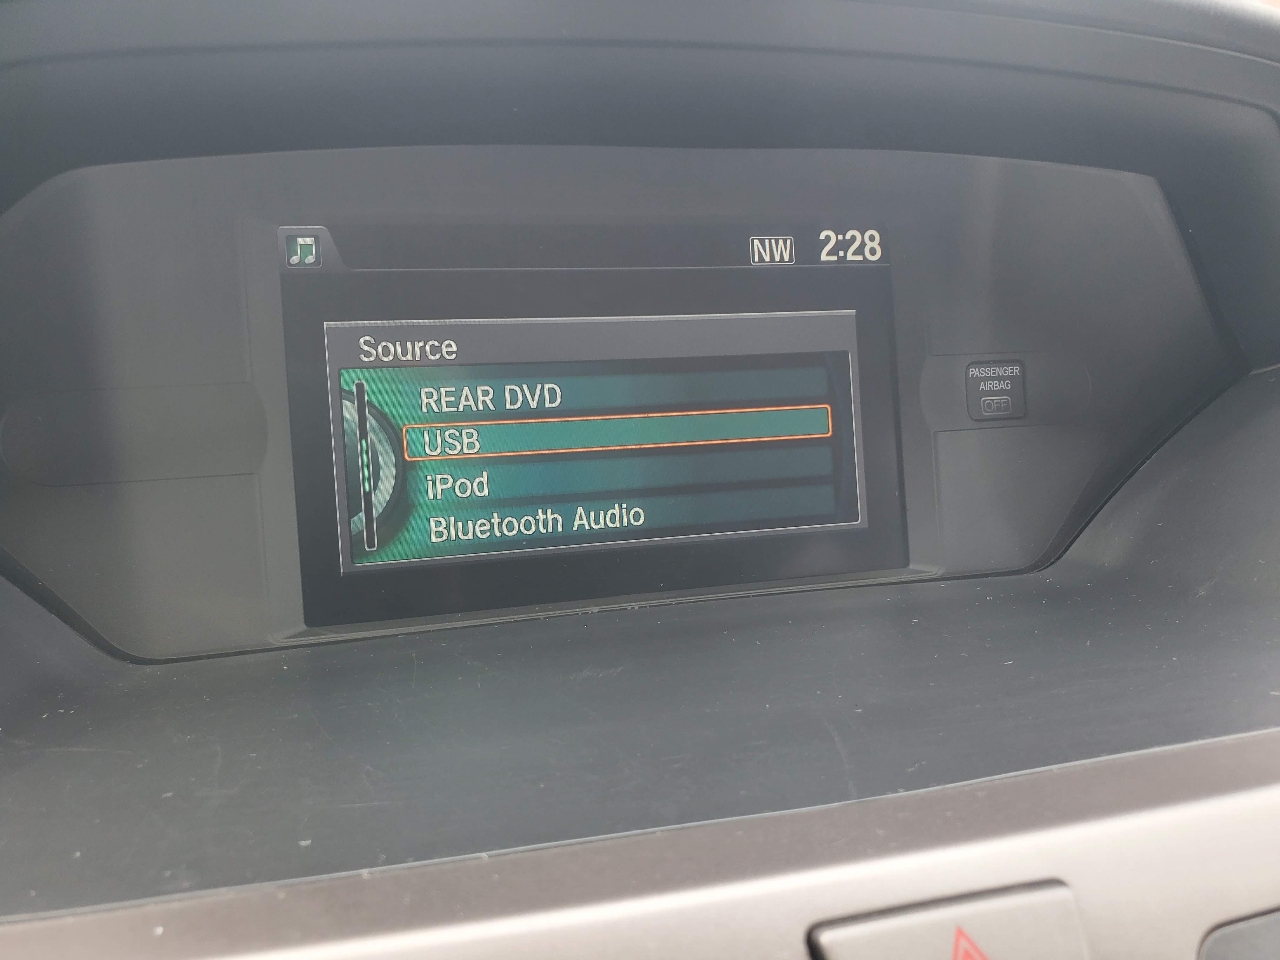 NW 2:28
Source
REAR DVD
USB
iPod
Bluetooth Audio
PASSENGER
AIRBAG
OFF